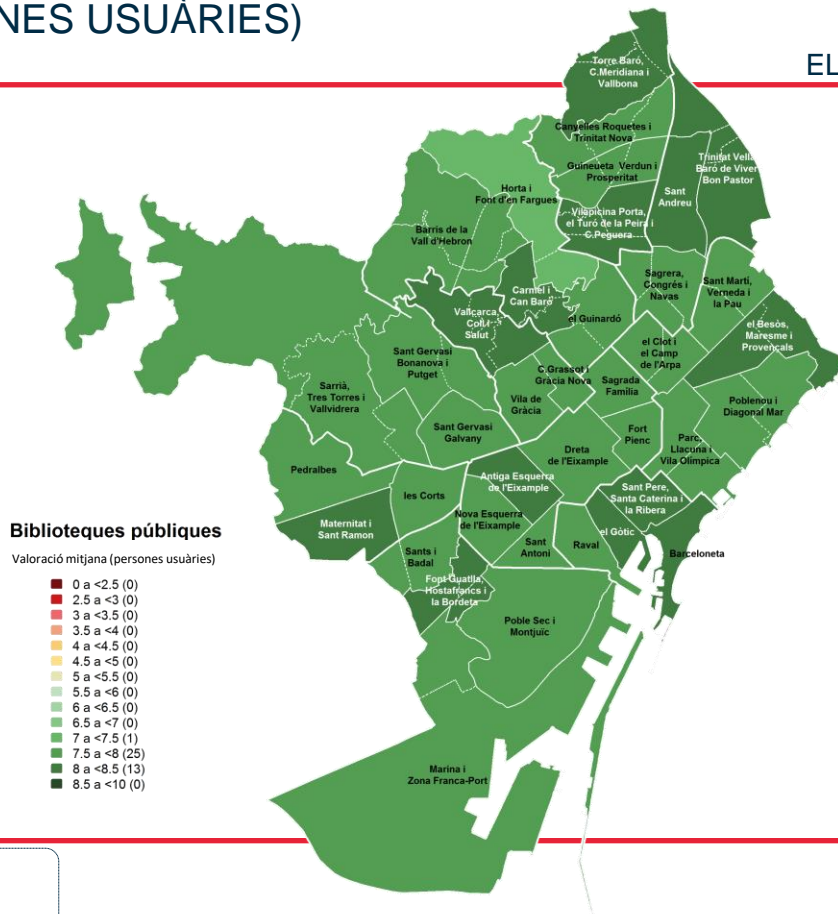 NES USUÀRIES)
EL
Torre Baró,
C.Meridiana i
Vallbona
Canyelles Roquetes i
Trinitat Nova
Guineueta Verdun i
Prosperitat
Trinitat Vella
Baró de Viver
Bon Pastor
Sant
Andreu
Horta i
Font d'en Fargues
Vilapicina Porta,
el Turó de la Peira i
C.Peguera
Barris de la
Vall d'Hebron
Carmel i
Can Baró
Sagrera,
Congrés i
Navas
Sant Martí,
Verneda i
la Pau
Vallcarca,
Coll i
Salut
el Guinardó
el Besòs,
Maresme i
Provençals
el Clot i
el Camp
de l'Arpa
Sant Gervasi
Bonanova i
Putget
C.Grassot i
Gràcia Nova
Sagrada
Família
Sarrià,
Tres Torres i
Vallvidrera
Vila de
Gràcia
Poblenou i
Diagonal Mar
Sant Gervasi
Galvany
Fort
Pienc
Parc,
Llacuna i
Vila Olímpica
Dreta
de l'Eixample
Pedralbes
Antiga Esquerra
de l'Eixample
Sant Pere,
Santa Caterina i
la Ribera
les Corts
Nova Esquerra
de l'Eixample
Maternitat i
Sant Ramon
el Gòtic
Sant
Antoni
Raval
Barceloneta
Sants i
Badal
Font Guatlla,
Hostafrancs i
la Bordeta
Poble Sec i
Montjuïc
Marina i
Zona Franca-Port
Biblioteques públiques
Valoració mitjana (persones usuàries)
0 a <2.5 (0)
2.5 a <3 (0)
3 a <3.5 (0)
3.5 a <4 (0)
4 a <4.5 (0)
4.5 a <5 (0)
5 a <5.5 (0)
5.5 a <6 (0)
6 a <6.5 (0)
6.5 a <7 (0)
7 a <7.5 (1)
7.5 a <8 (25)
8 a <8.5 (13)
8.5 a <10 (0)